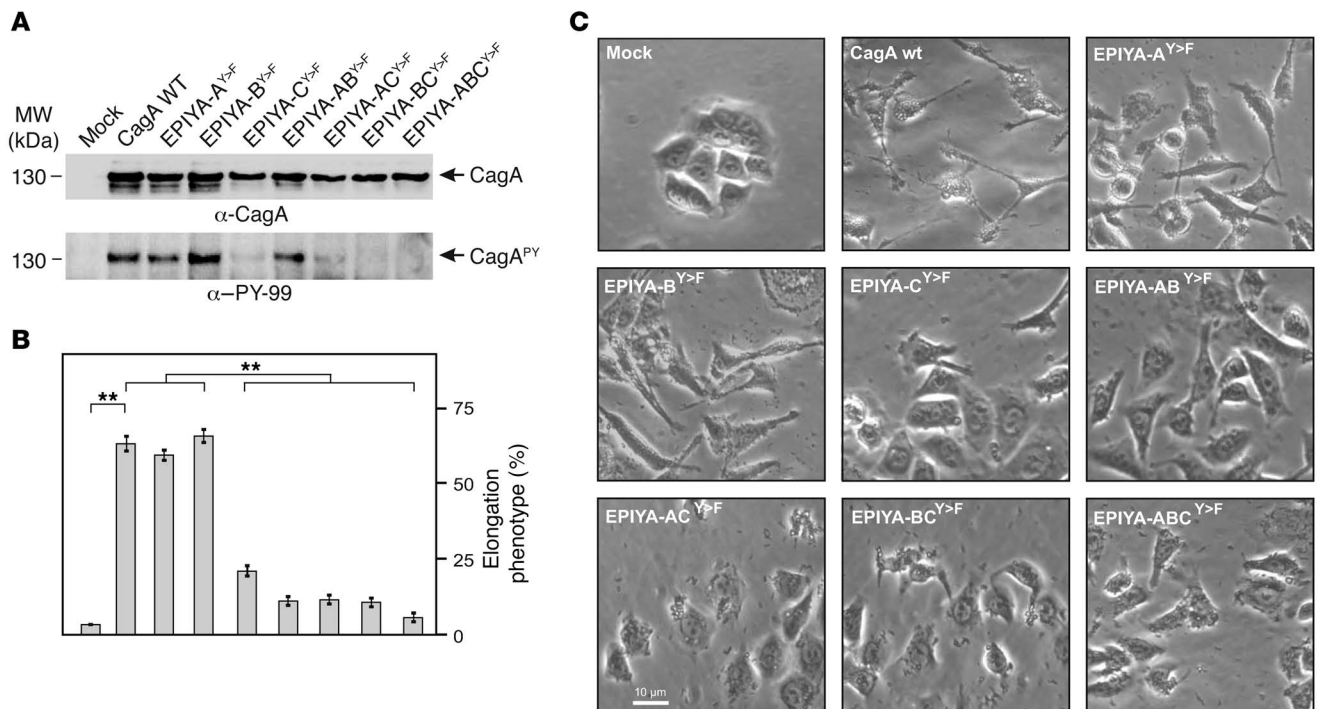 A
MW
(kDa)
Mock
CagA WT
EPIYA-A^Y>F
EPIYA-B^Y>F
EPIYA-C^Y>F
EPIYA-AB^Y>F
EPIYA-AC^Y>F
EPIYA-BC^Y>F
EPIYA-ABC^Y>F
130
CagA
α-CagA
130
CagA^PY
α–PY-99
B
**
**
75
50
25
0
Elongation
phenotype (%)
C
Mock
CagA wt
EPIYA-A^Y>F
EPIYA-B^Y>F
EPIYA-C^Y>F
EPIYA-AB^Y>F
EPIYA-AC^Y>F
EPIYA-BC^Y>F
EPIYA-ABC^Y>F
10 µm